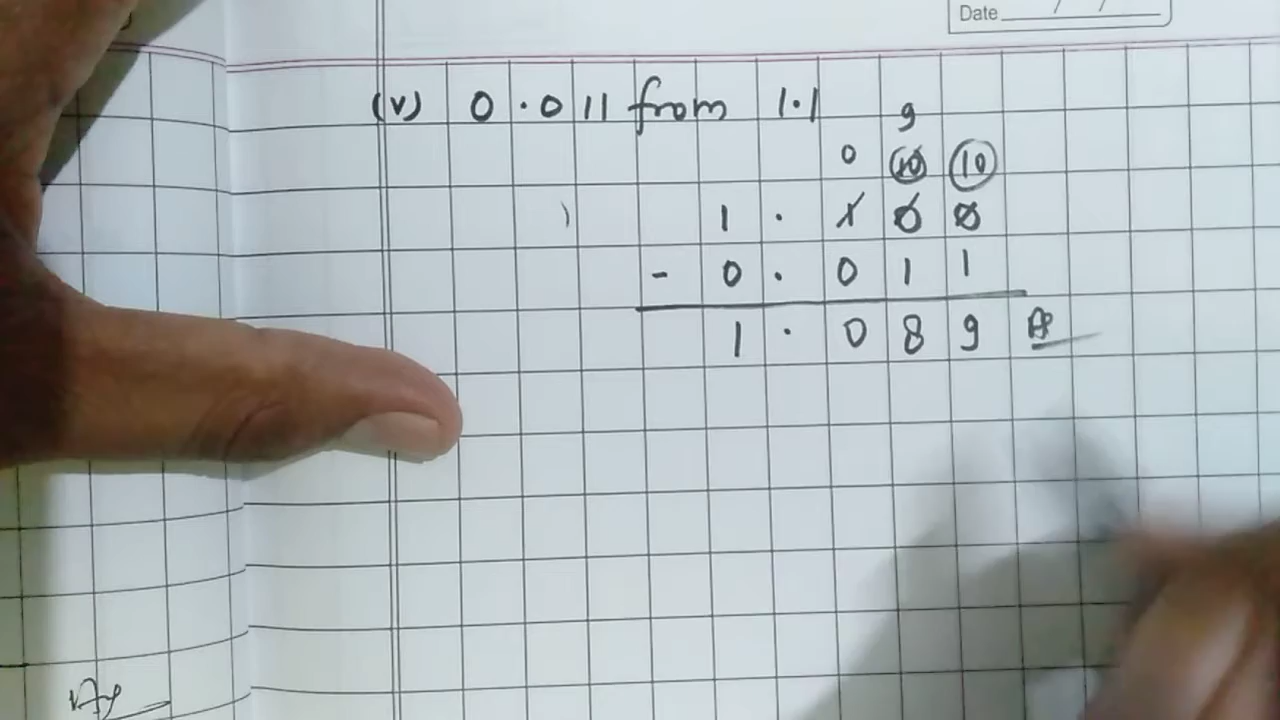 Date
(v) 0.011 from 1.1
9
0 10 10
1 . 1 0 0
- 0 . 0 1 1
1 . 0 8 9